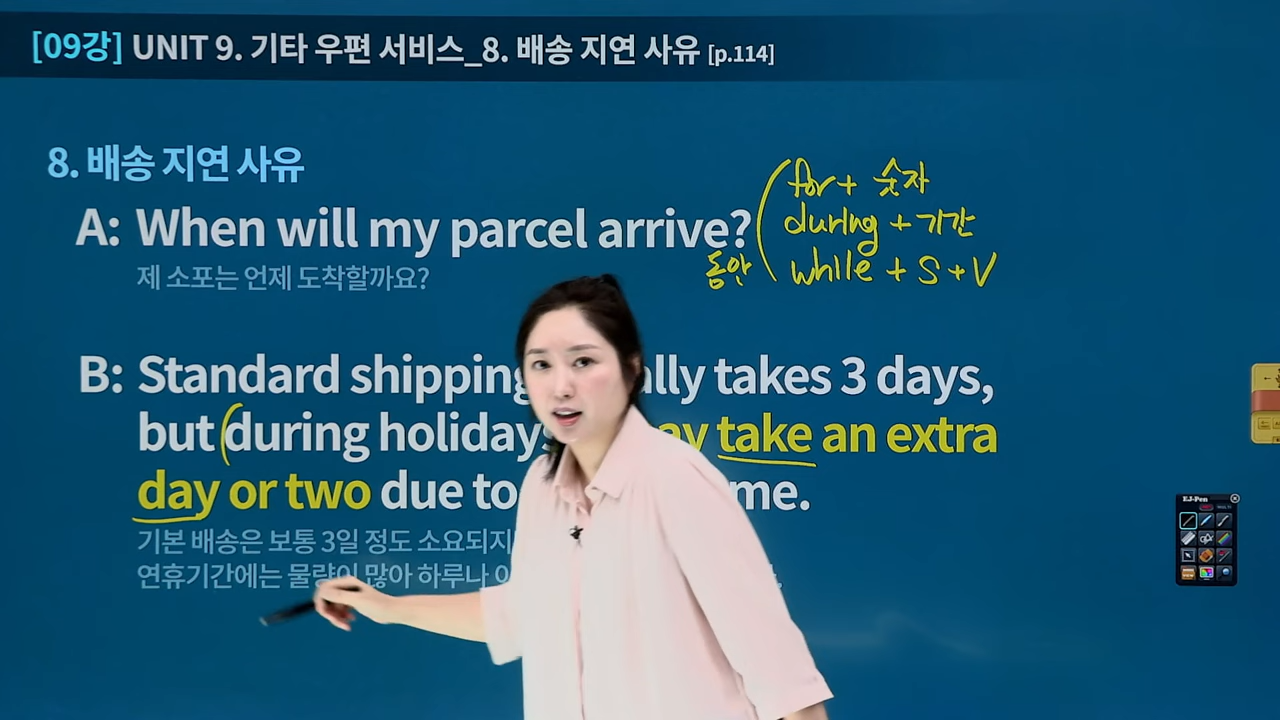 [09강] UNIT 9. 기타 우편 서비스_8. 배송 지연 사유 [p.114]
8. 배송 지연 사유
A: When will my parcel arrive?
제 소포는 언제 도착할까요?
동안
for + 숫자
during + 기간
while + S + V
B: Standard shipping takes 3 days,
but during holidays take an extra
day or two due to
기본 배송은 보통 3일 정도 소요되지
연휴기간에는 물량이 많아 하루나
EJ-Pen